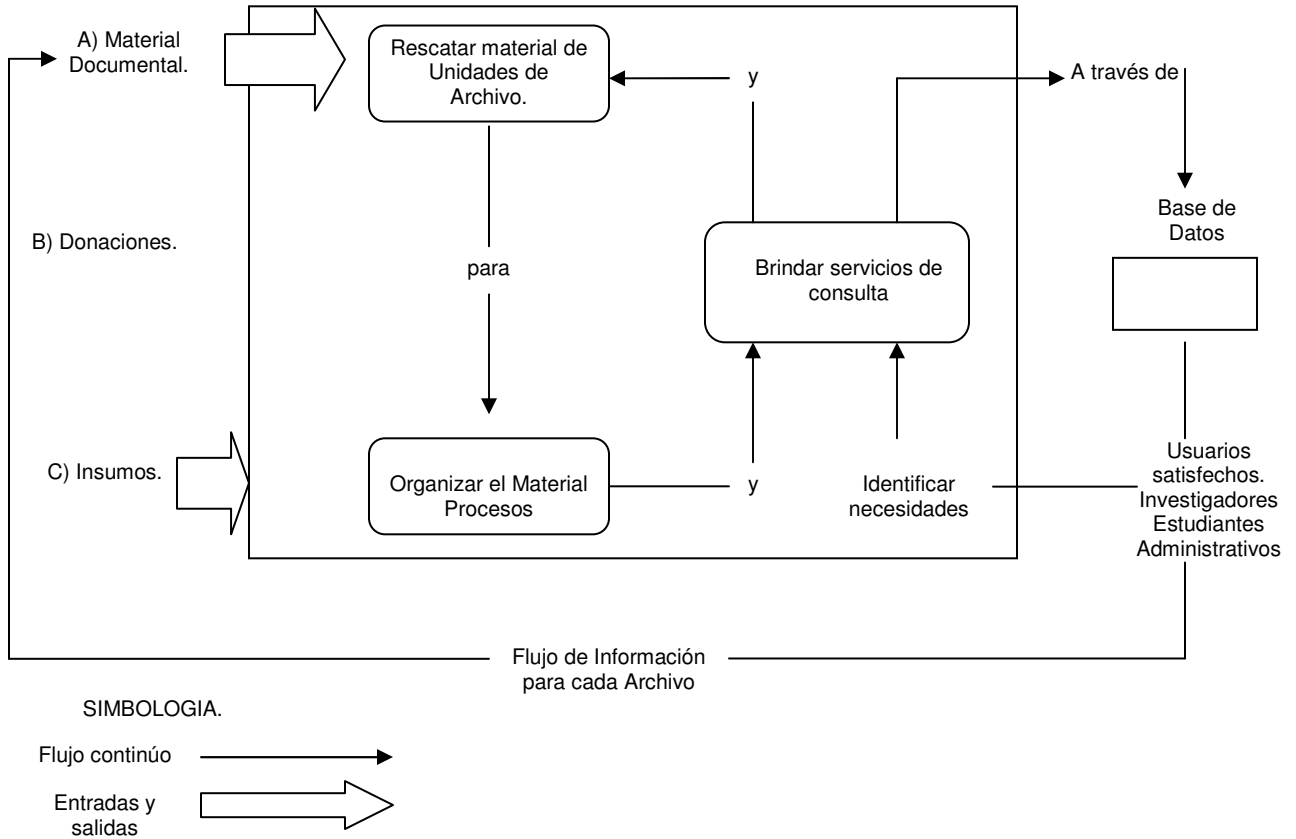 A) Material
Documental.
Rescatar material de
Unidades de
Archivo.
y
A través de
B) Donaciones.
para
Brindar servicios de
consulta
Base de
Datos
C) Insumos.
Organizar el Material
Procesos
y
Identificar
necesidades
Usuarios
satisfechos.
Investigadores
Estudiantes
Administrativos
Flujo de Información
para cada Archivo
SIMBOLOGIA.
Flujo continúo
Entradas y
salidas